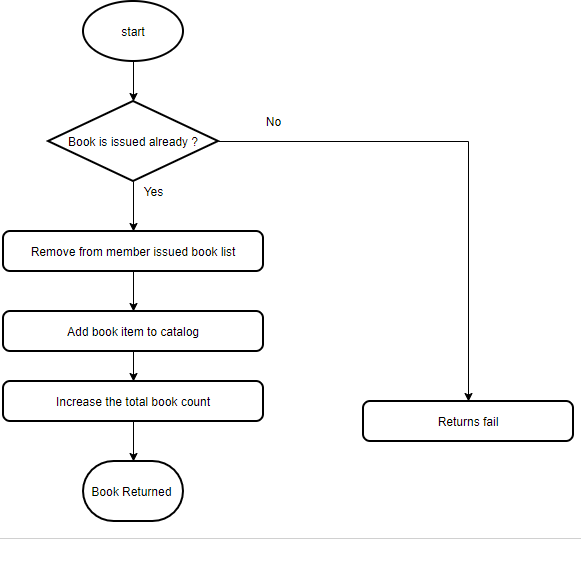 start
Book is issued already ?
No
Yes
Remove from member issued book list
Add book item to catalog
Increase the total book count
Returns fail
Book Returned